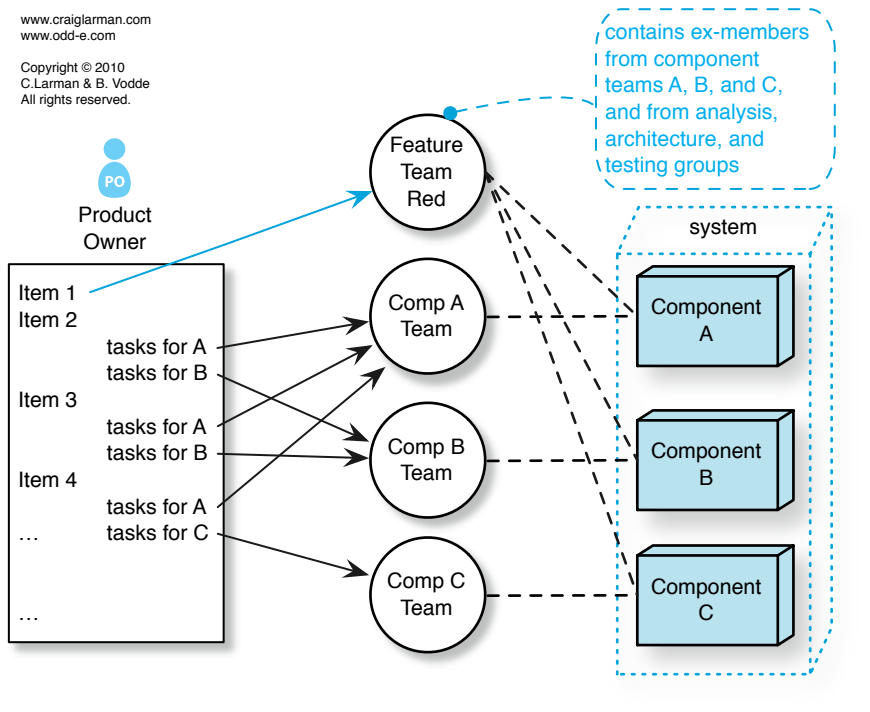 www.craiglarman.com
www.odd-e.com
Copyright © 2010
C.Larman & B. Vodde
All rights reserved.
contains ex-members
from component
teams A, B, and C,
and from analysis,
architecture, and
testing groups
PO
Product
Owner
Feature
Team
Red
system
Item 1
Item 2
tasks for A
tasks for B
Item 3
tasks for A
tasks for B
Item 4
tasks for A
… tasks for C
…
Comp A
Team
Comp B
Team
Comp C
Team
Component
A
Component
B
Component
C